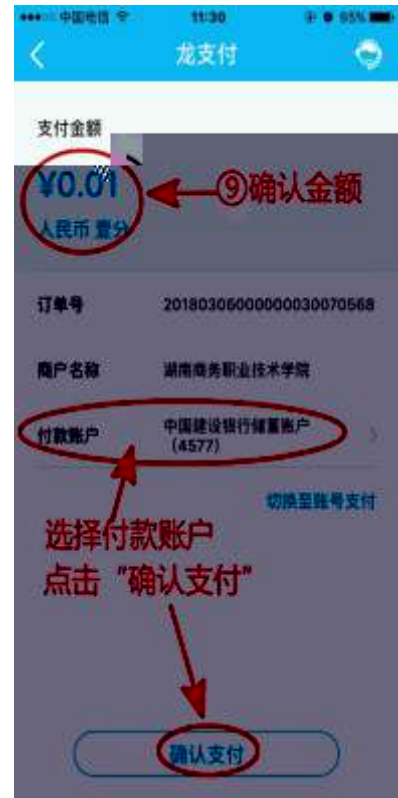 中国电信 11:30 65%
龙支付
支付金额
¥0.01
⑨确认金额
人民币 壹分
订单号 20180306000000030070568
商户名称 湖南商务职业技术学院
付款账户 中国建设银行储蓄账户
(4577)
切换至账号支付
选择付款账户
点击“确认支付”
确认支付